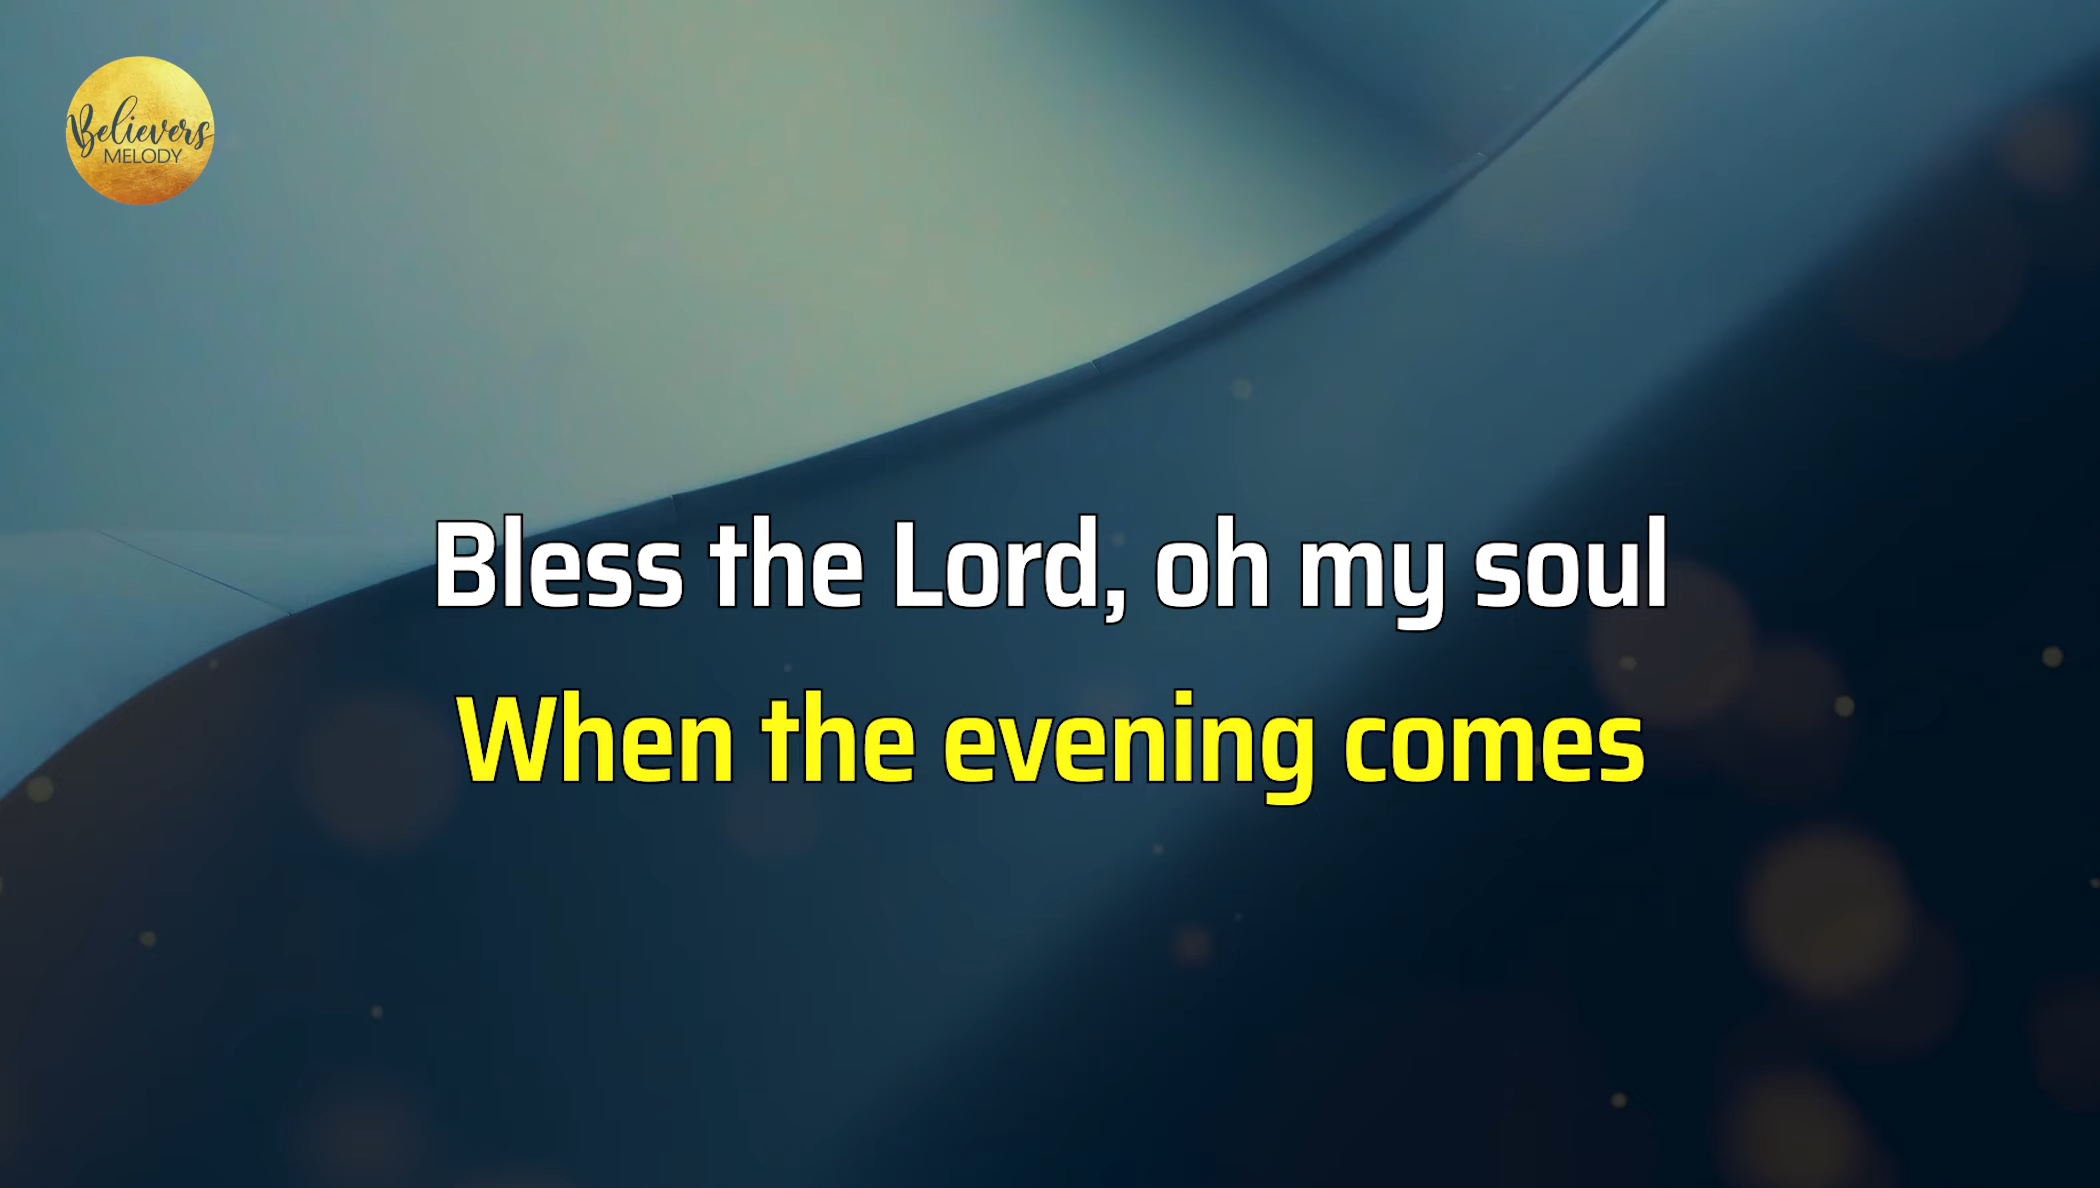 Believers
MELODY
Bless the Lord, oh my soul
When the evening comes